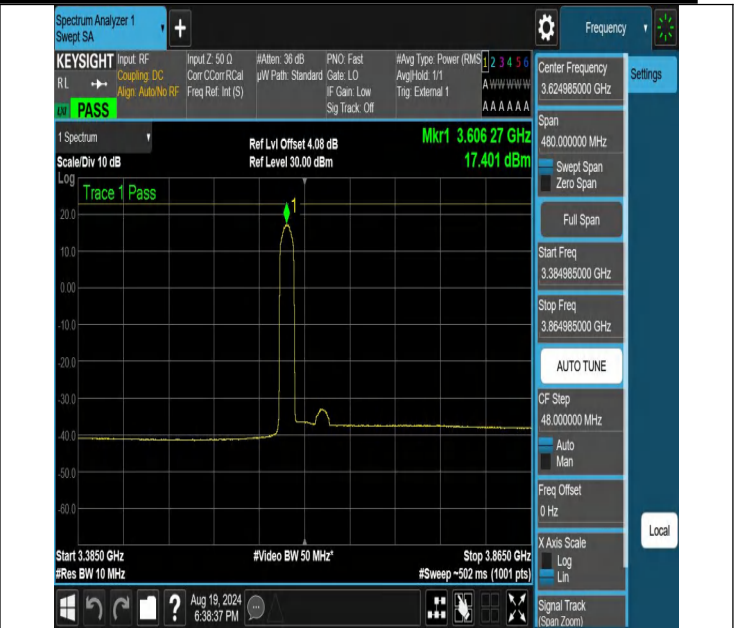 Spectrum Analyzer 1
Swept SA
+
Frequency
KEYSIGHT
RL
PASS
Input: RF
Coupling: DC
Align: Auto/No RF
Input Z: 50 Ω
Corr CCorr RCal
Freq Ref: Int (S)
#Atten: 36 dB
µW Path: Standard
PNO: Fast
Gate: LO
IF Gain: Low
Sig Track: Off
#Avg Type: Power (RMS
Avg|Hold: 1/1
Trig: External 1
1 2 3 4 5 6
A W W W W W
A A A A A A
1 Spectrum
Scale/Div 10 dB
Log
Ref Lvl Offset 4.08 dB
Ref Level 30.00 dBm
Mkr1 3.606 27 GHz
17.401 dBm
Trace 1 Pass
1
20.0
10.0
0.00
-10.0
-20.0
-30.0
-40.0
-50.0
-60.0
Start 3.3850 GHz
#Res BW 10 MHz
#Video BW 50 MHz*
Stop 3.8650 GHz
#Sweep ~502 ms (1001 pts)
Center Frequency
3.624985000 GHz
Settings
Span
480.000000 MHz
Swept Span
Zero Span
Full Span
Start Freq
3.384985000 GHz
Stop Freq
3.864985000 GHz
AUTO TUNE
CF Step
48.000000 MHz
Auto
Man
Freq Offset
0 Hz
Local
X Axis Scale
Log
Lin
Signal Track
(Span Zoom)
?
Aug 19, 2024
6:38:37 PM